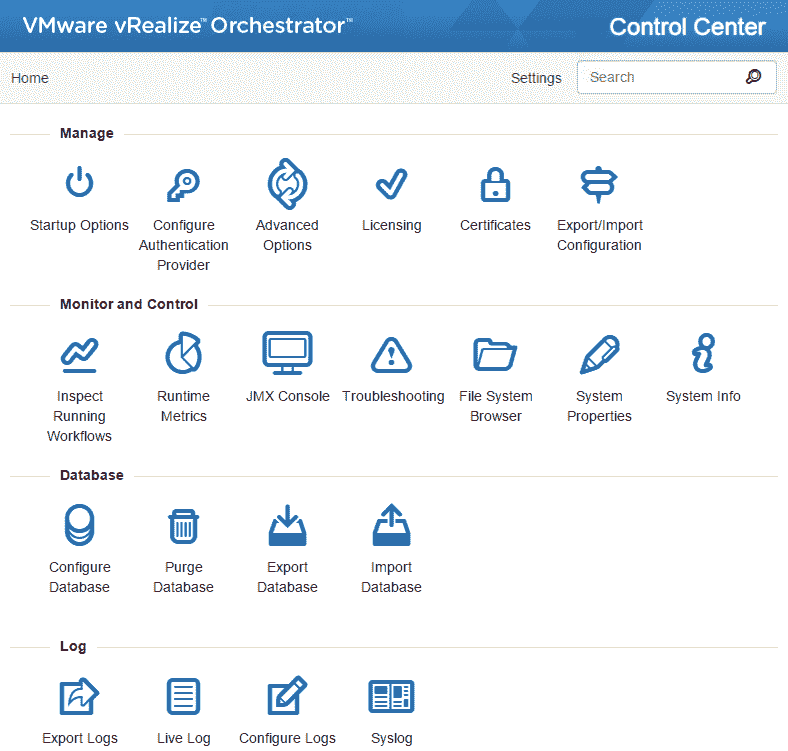 VMware vRealize™ Orchestrator™
Control Center
Home
Settings
Search
Manage
Startup Options
Configure
Authentication
Provider
Advanced
Options
Licensing
Certificates
Export/Import
Configuration
Monitor and Control
Inspect
Running
Workflows
Runtime
Metrics
JMX Console
Troubleshooting
File System
Browser
System
Properties
System Info
Database
Configure
Database
Purge
Database
Export
Database
Import
Database
Log
Export Logs
Live Log
Configure Logs
Syslog